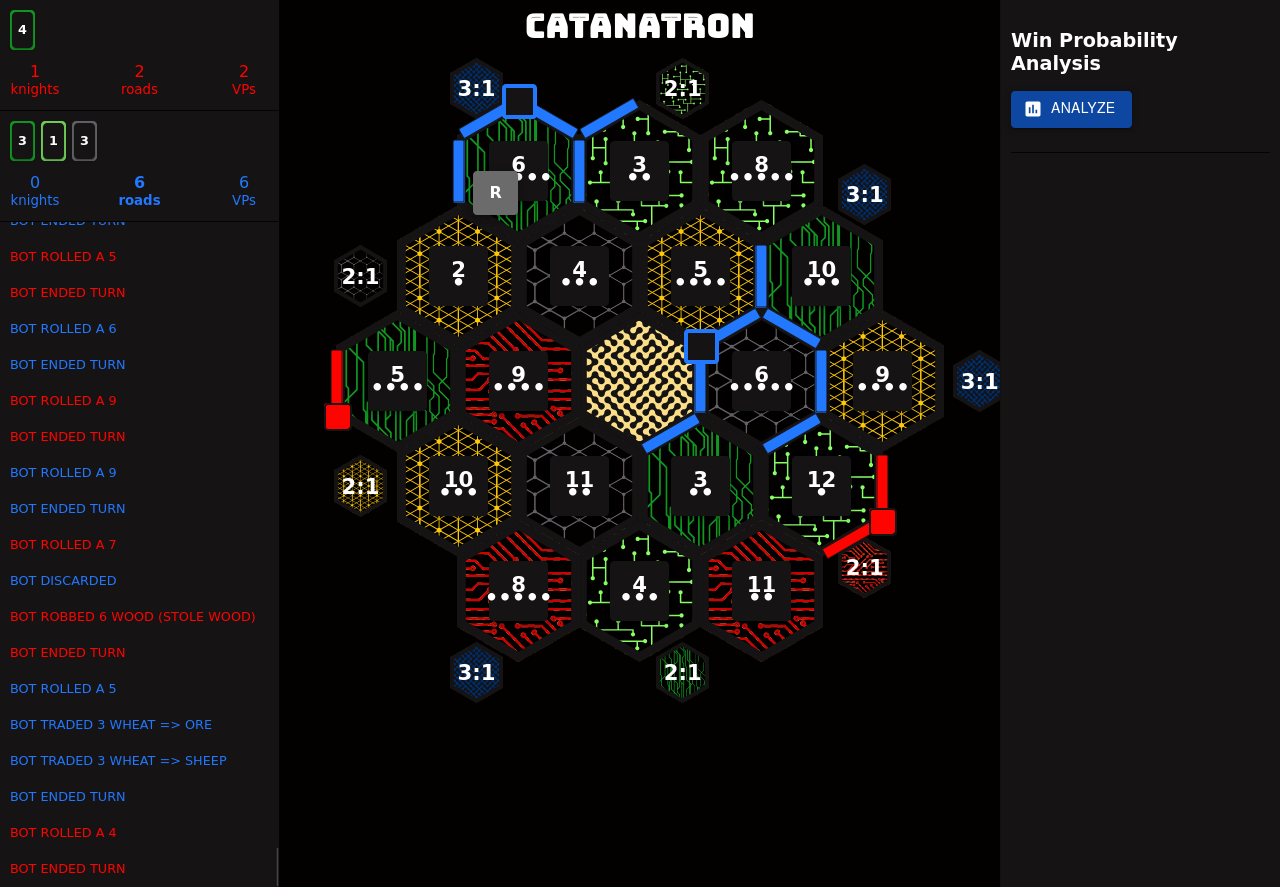 CATANATRON
4
1 2 2
knights roads VPs
3 1 3
0 6 6
knights roads VPs
BOT ENDED TURN
BOT ROLLED A 5
BOT ENDED TURN
BOT ROLLED A 6
BOT ENDED TURN
BOT ROLLED A 9
BOT ENDED TURN
BOT ROLLED A 9
BOT ENDED TURN
BOT ROLLED A 7
BOT DISCARDED
BOT ROBBED 6 WOOD (STOLE WOOD)
BOT ENDED TURN
BOT ROLLED A 5
BOT TRADED 3 WHEAT => ORE
BOT TRADED 3 WHEAT => SHEEP
BOT ENDED TURN
BOT ROLLED A 4
BOT ENDED TURN
3:1 2:1
6 3 8
R
3:1
2:1 2 4 5 10
5 9 6 9 3:1
2:1 10 11 3 12
8 4 11 2:1
3:1 2:1
Win Probability
Analysis
ANALYZE